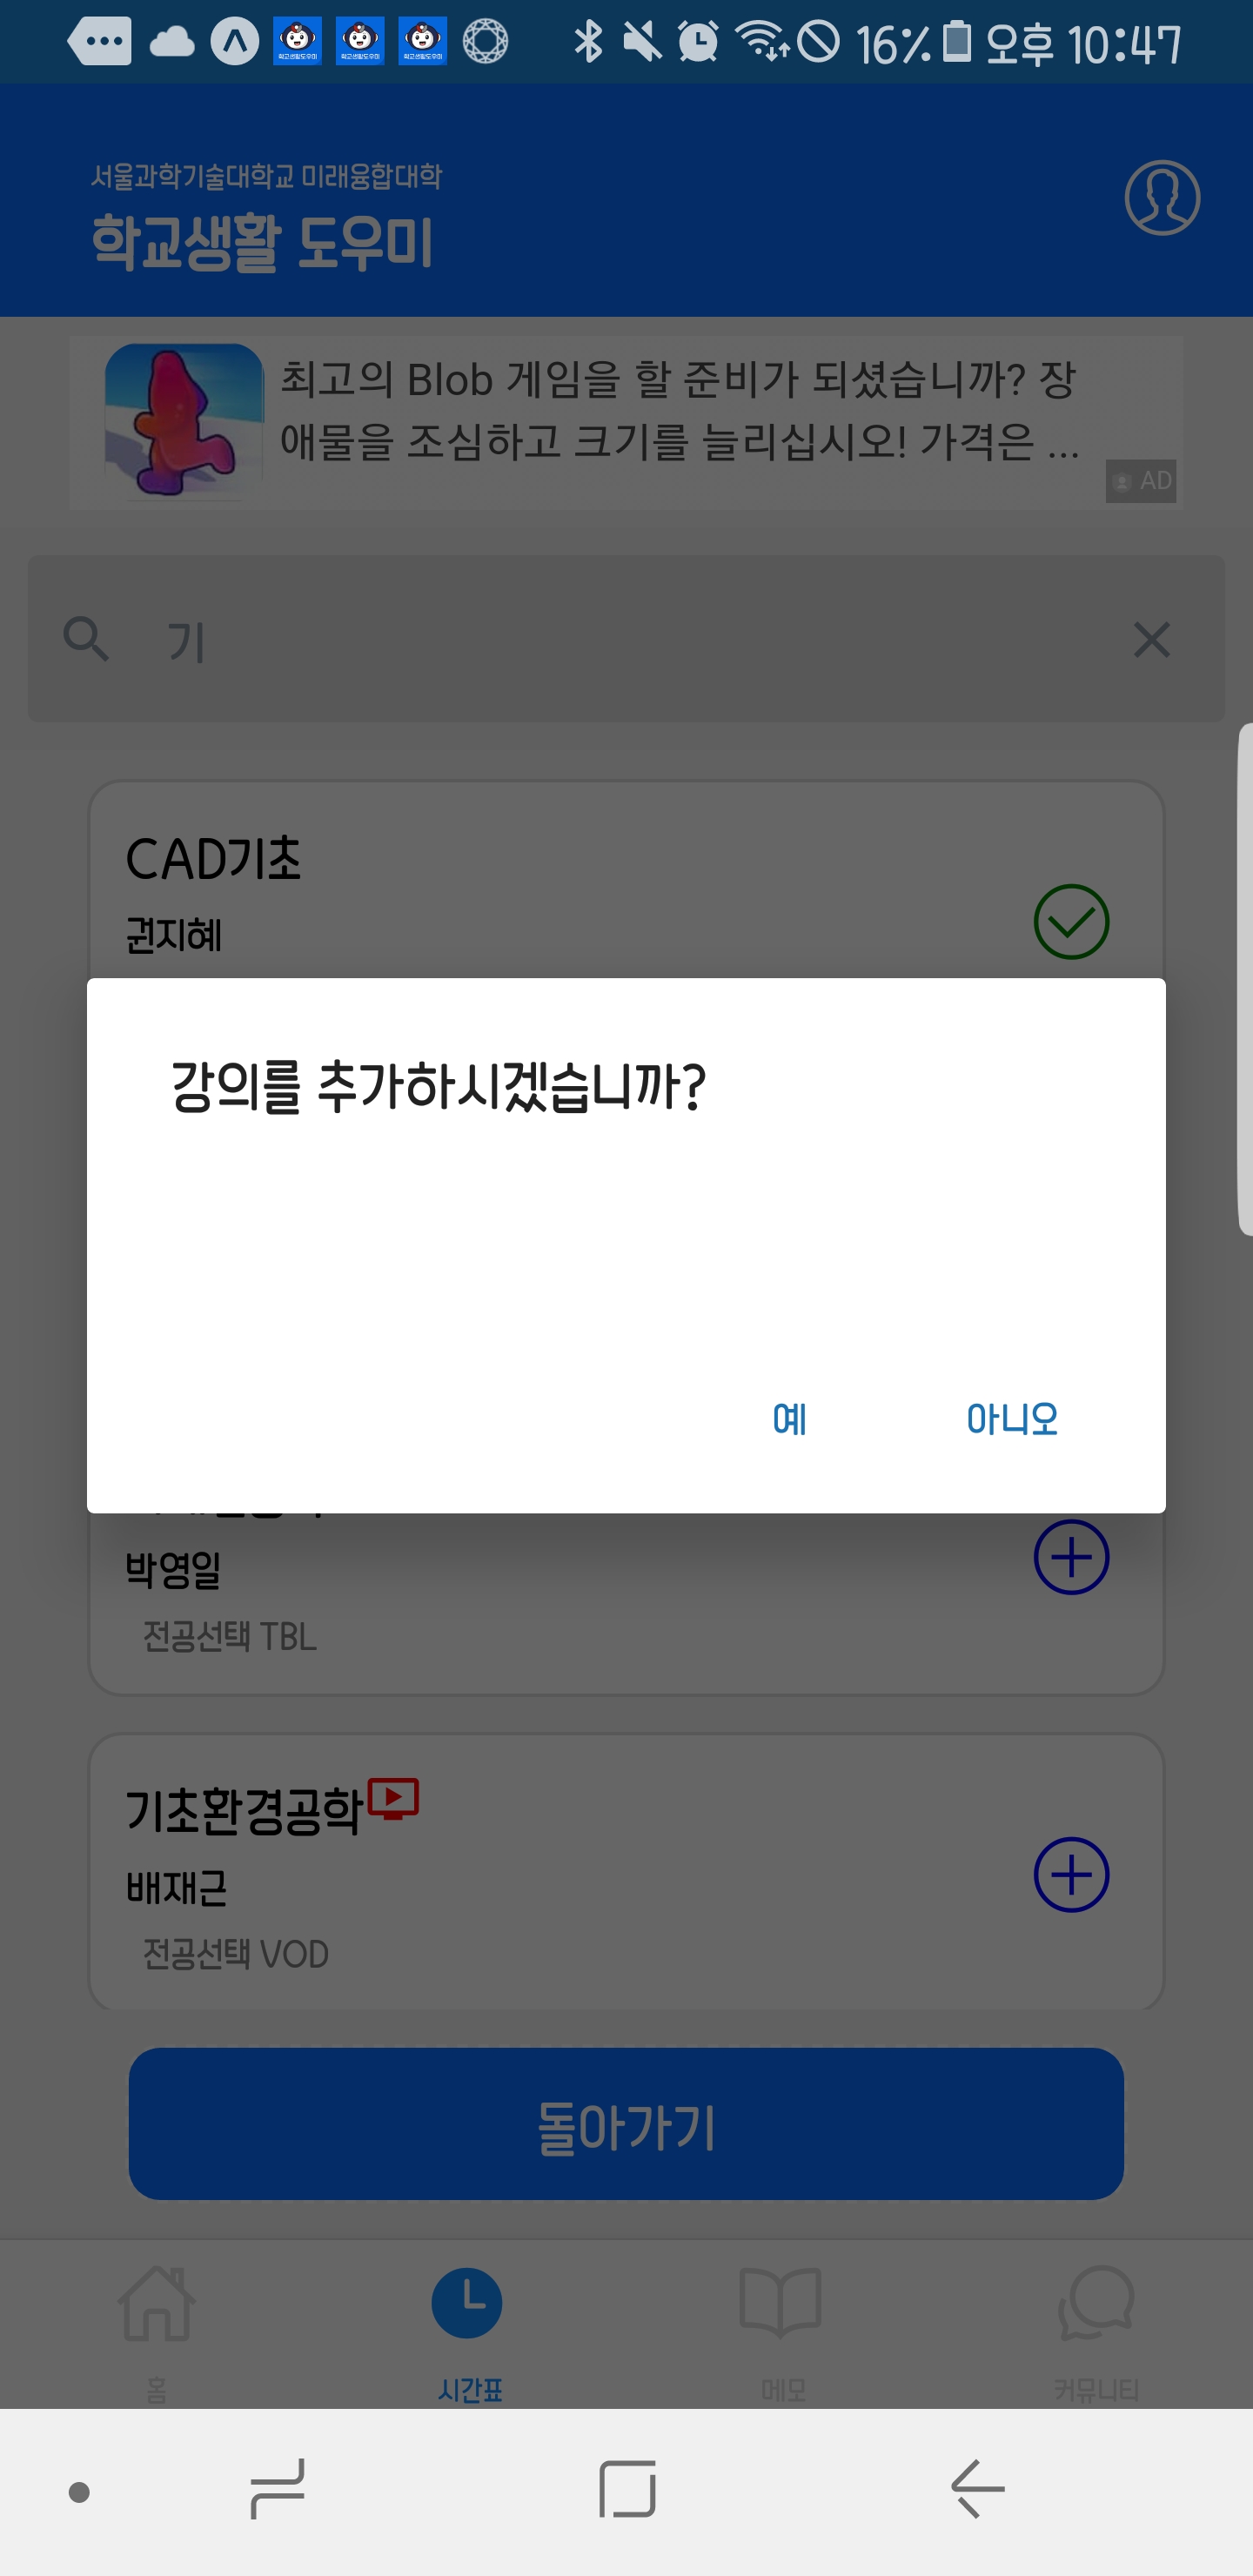 16% 오후 10:47
서울과학기술대학교 미래융합대학
학교생활 도우미
최고의 Blob 게임을 할 준비가 되셨습니까? 장
애물을 조심하고 크기를 늘리십시오! 가격은 ...
AD
기
CAD기초
권지혜
강의를 추가하시겠습니까?
예 아니오
박영일
전공선택 TBL
기초환경공학
배재근
전공선택 VOD
돌아가기
홈 시간표 메모 커뮤니티